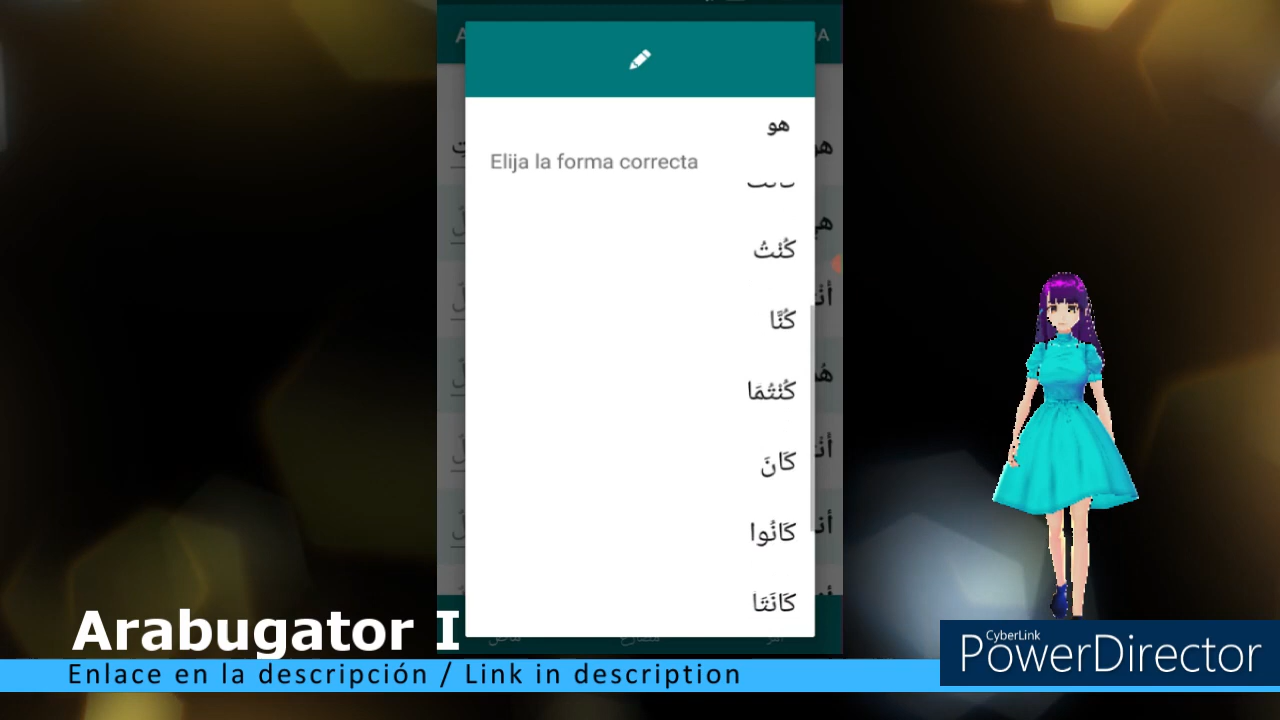 هو
Elija la forma correcta
كُنْتُ
كُنَّا
كُنْتُمَا
كَانَ
كَانُوا
كَانَتَا
Arabugator I
Enlace en la descripción / Link in description
CyberLink
PowerDirector